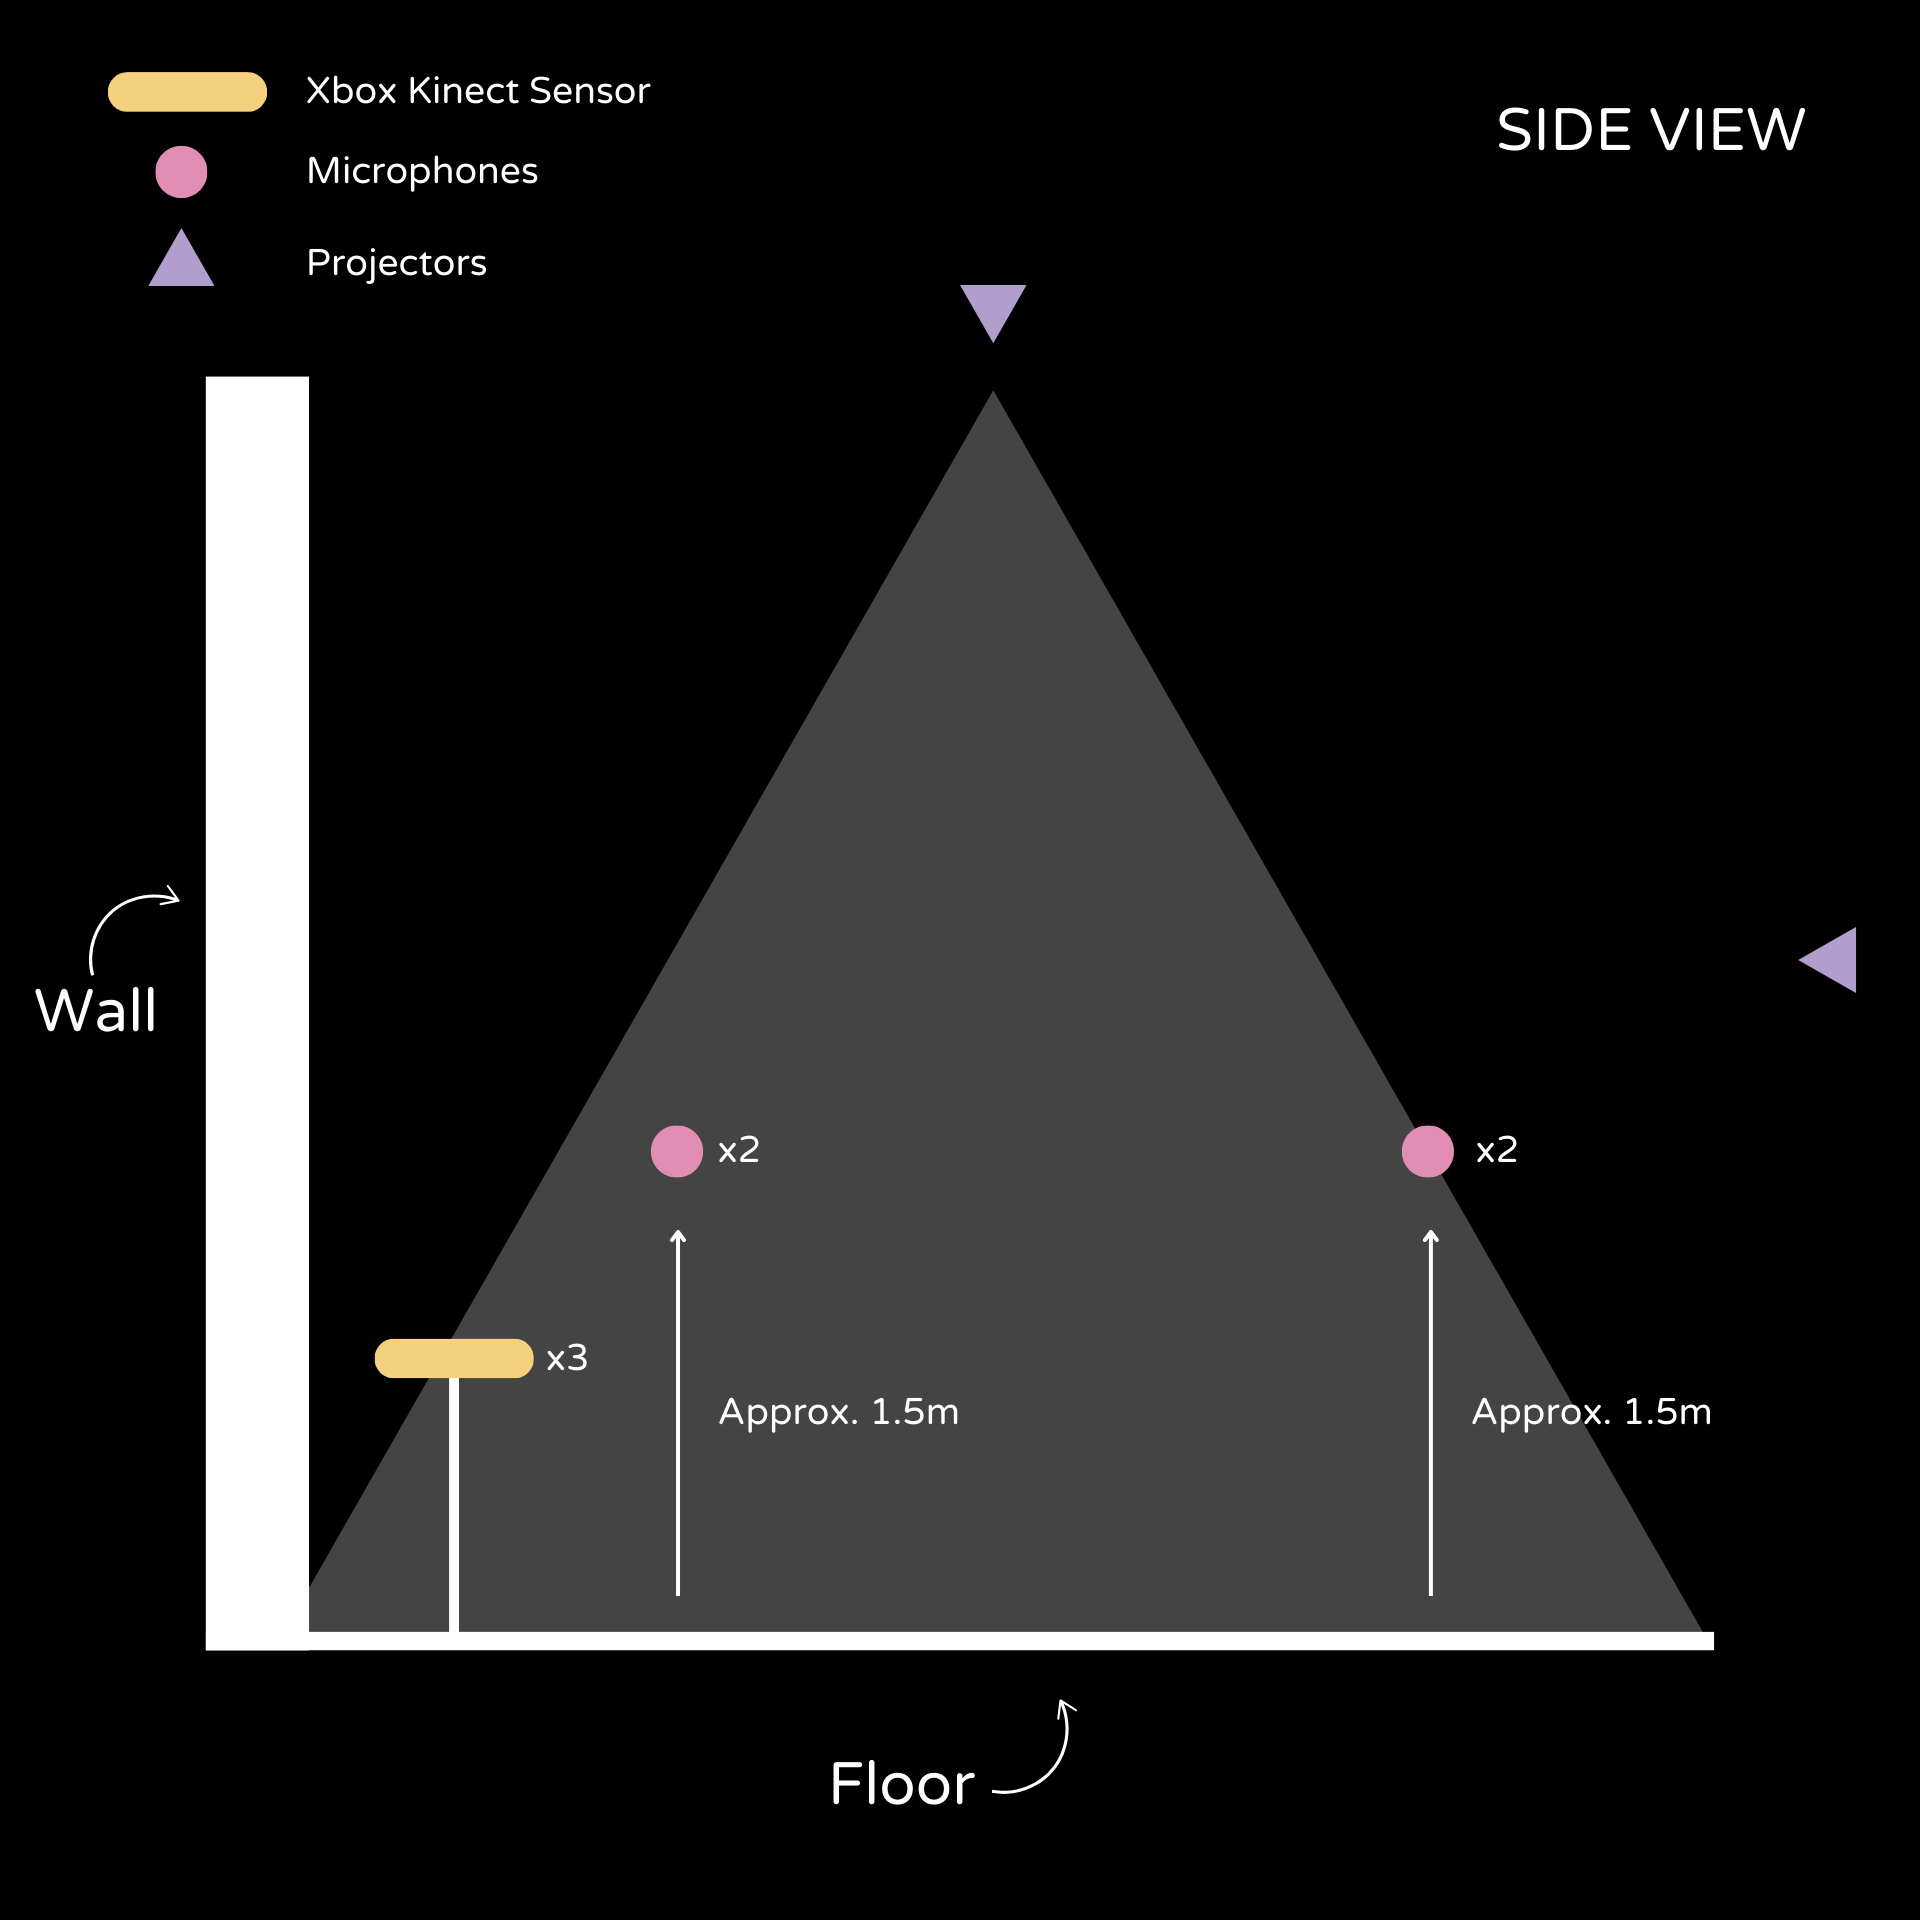 Xbox Kinect Sensor
SIDE VIEW
Microphones
Projectors
Wall
x2
x2
x3
Approx. 1.5m
Approx. 1.5m
Floor